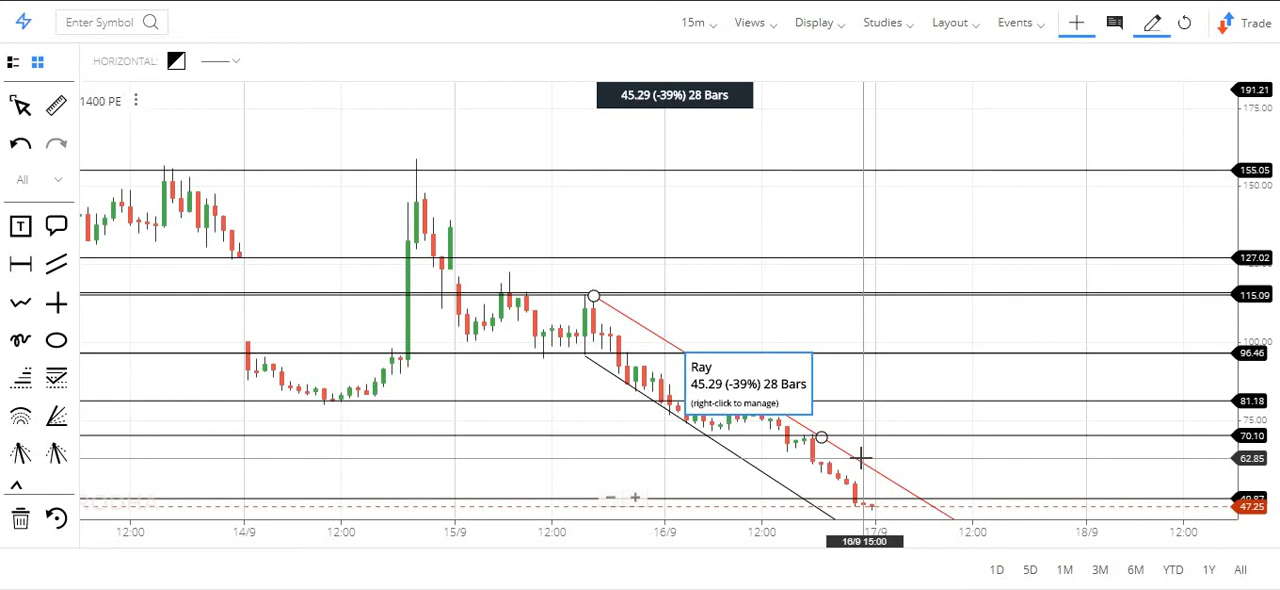 Enter Symbol
15m
Views
Display
Studies
Layout
Events
Trade
HORIZONTAL:
1400 PE
45.29 (-39%) 28 Bars
All
T
191.21
175.00
155.05
150.00
127.02
115.09
100.00
96.46
81.18
75.00
70.10
62.85
47.25
Ray
45.29 (-39%) 28 Bars
(right-click to manage)
12:00
14/9
12:00
15/9
12:00
16/9
12:00
17/9
12:00
18/9
12:00
16/9 15:00
1D
5D
1M
3M
6M
YTD
1Y
All